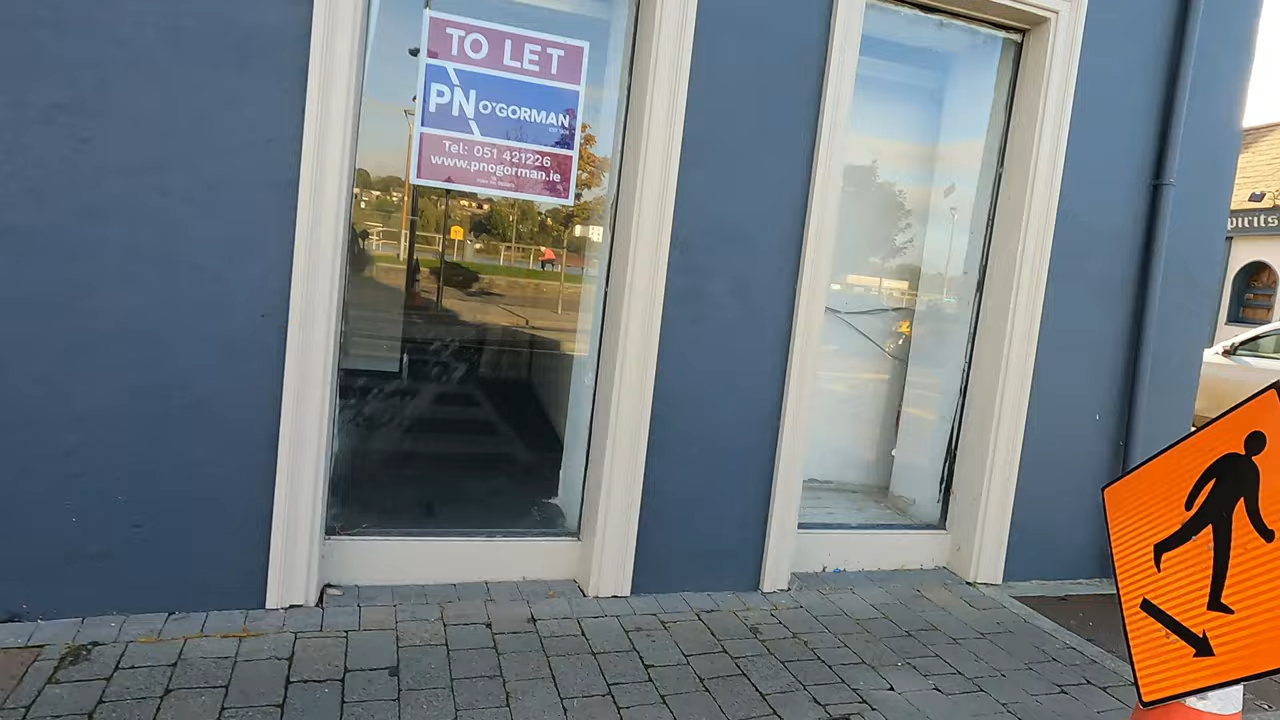 TO LET
PN O'GORMAN
Tel: 051 421226
www.pnogorman.ie
pirits